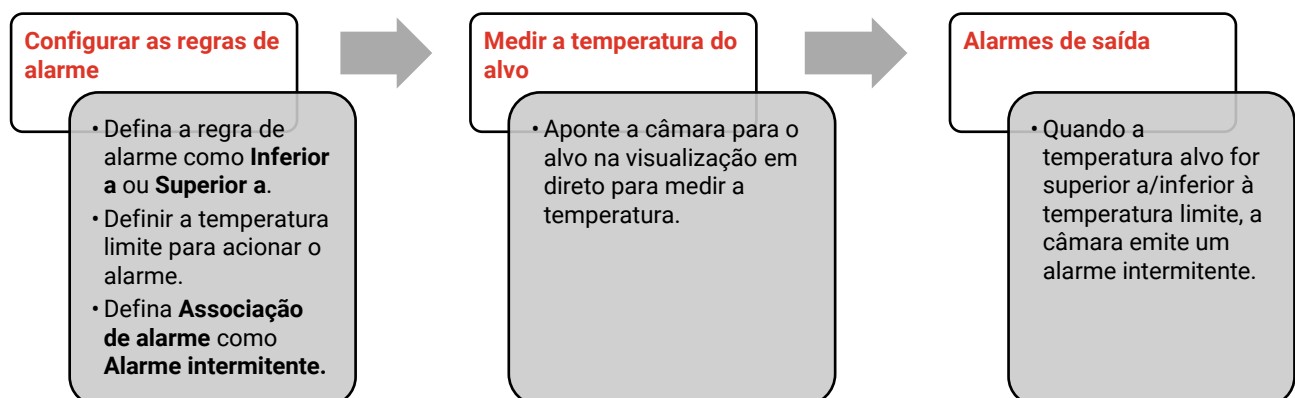 Configurar as regras de
alarme
• Defina a regra de
alarme como Inferior
a ou Superior a.
• Definir a temperatura
limite para acionar o
alarme.
• Defina Associação
de alarme como
Alarme intermitente.
Medir a temperatura do
alvo
• Aponte a câmara para o
alvo na visualização em
direto para medir a
temperatura.
Alarmes de saída
• Quando a
temperatura alvo for
superior a/inferior à
temperatura limite, a
câmara emite um
alarme intermitente.